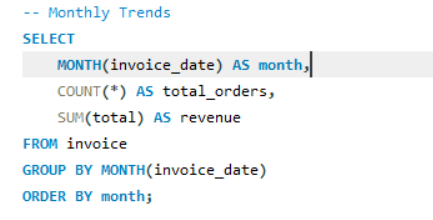 -- Monthly Trends
SELECT
    MONTH(invoice_date) AS month,
    COUNT(*) AS total_orders,
    SUM(total) AS revenue
FROM invoice
GROUP BY MONTH(invoice_date)
ORDER BY month;